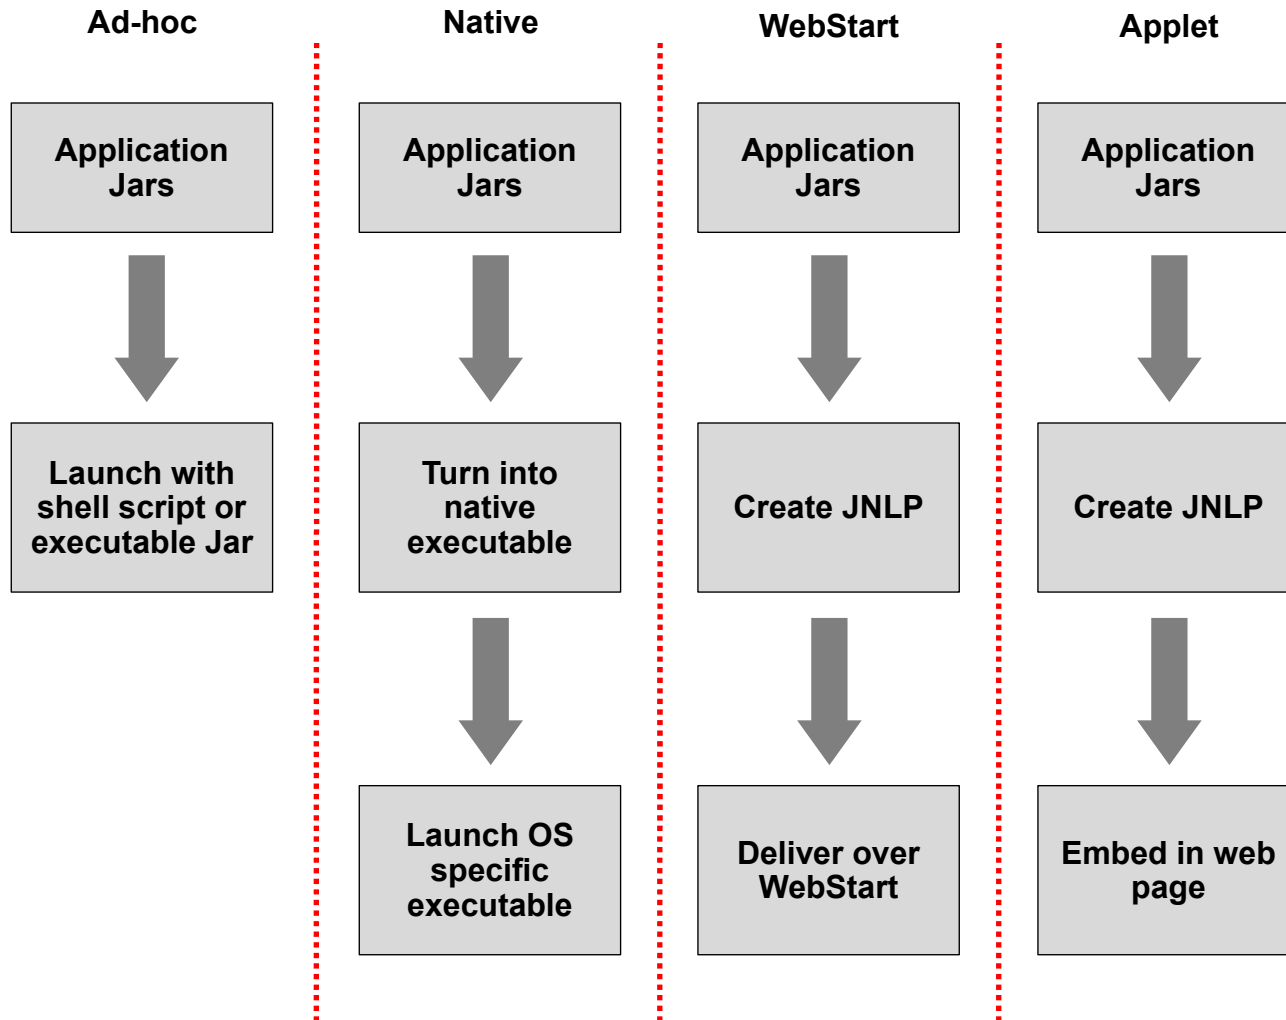 Ad-hoc
Native
WebStart
Applet
Application
Jars
Application
Jars
Application
Jars
Application
Jars
Launch with
shell script or
executable Jar
Turn into
native
executable
Create JNLP
Create JNLP
Launch OS
specific
executable
Deliver over
WebStart
Embed in web
page